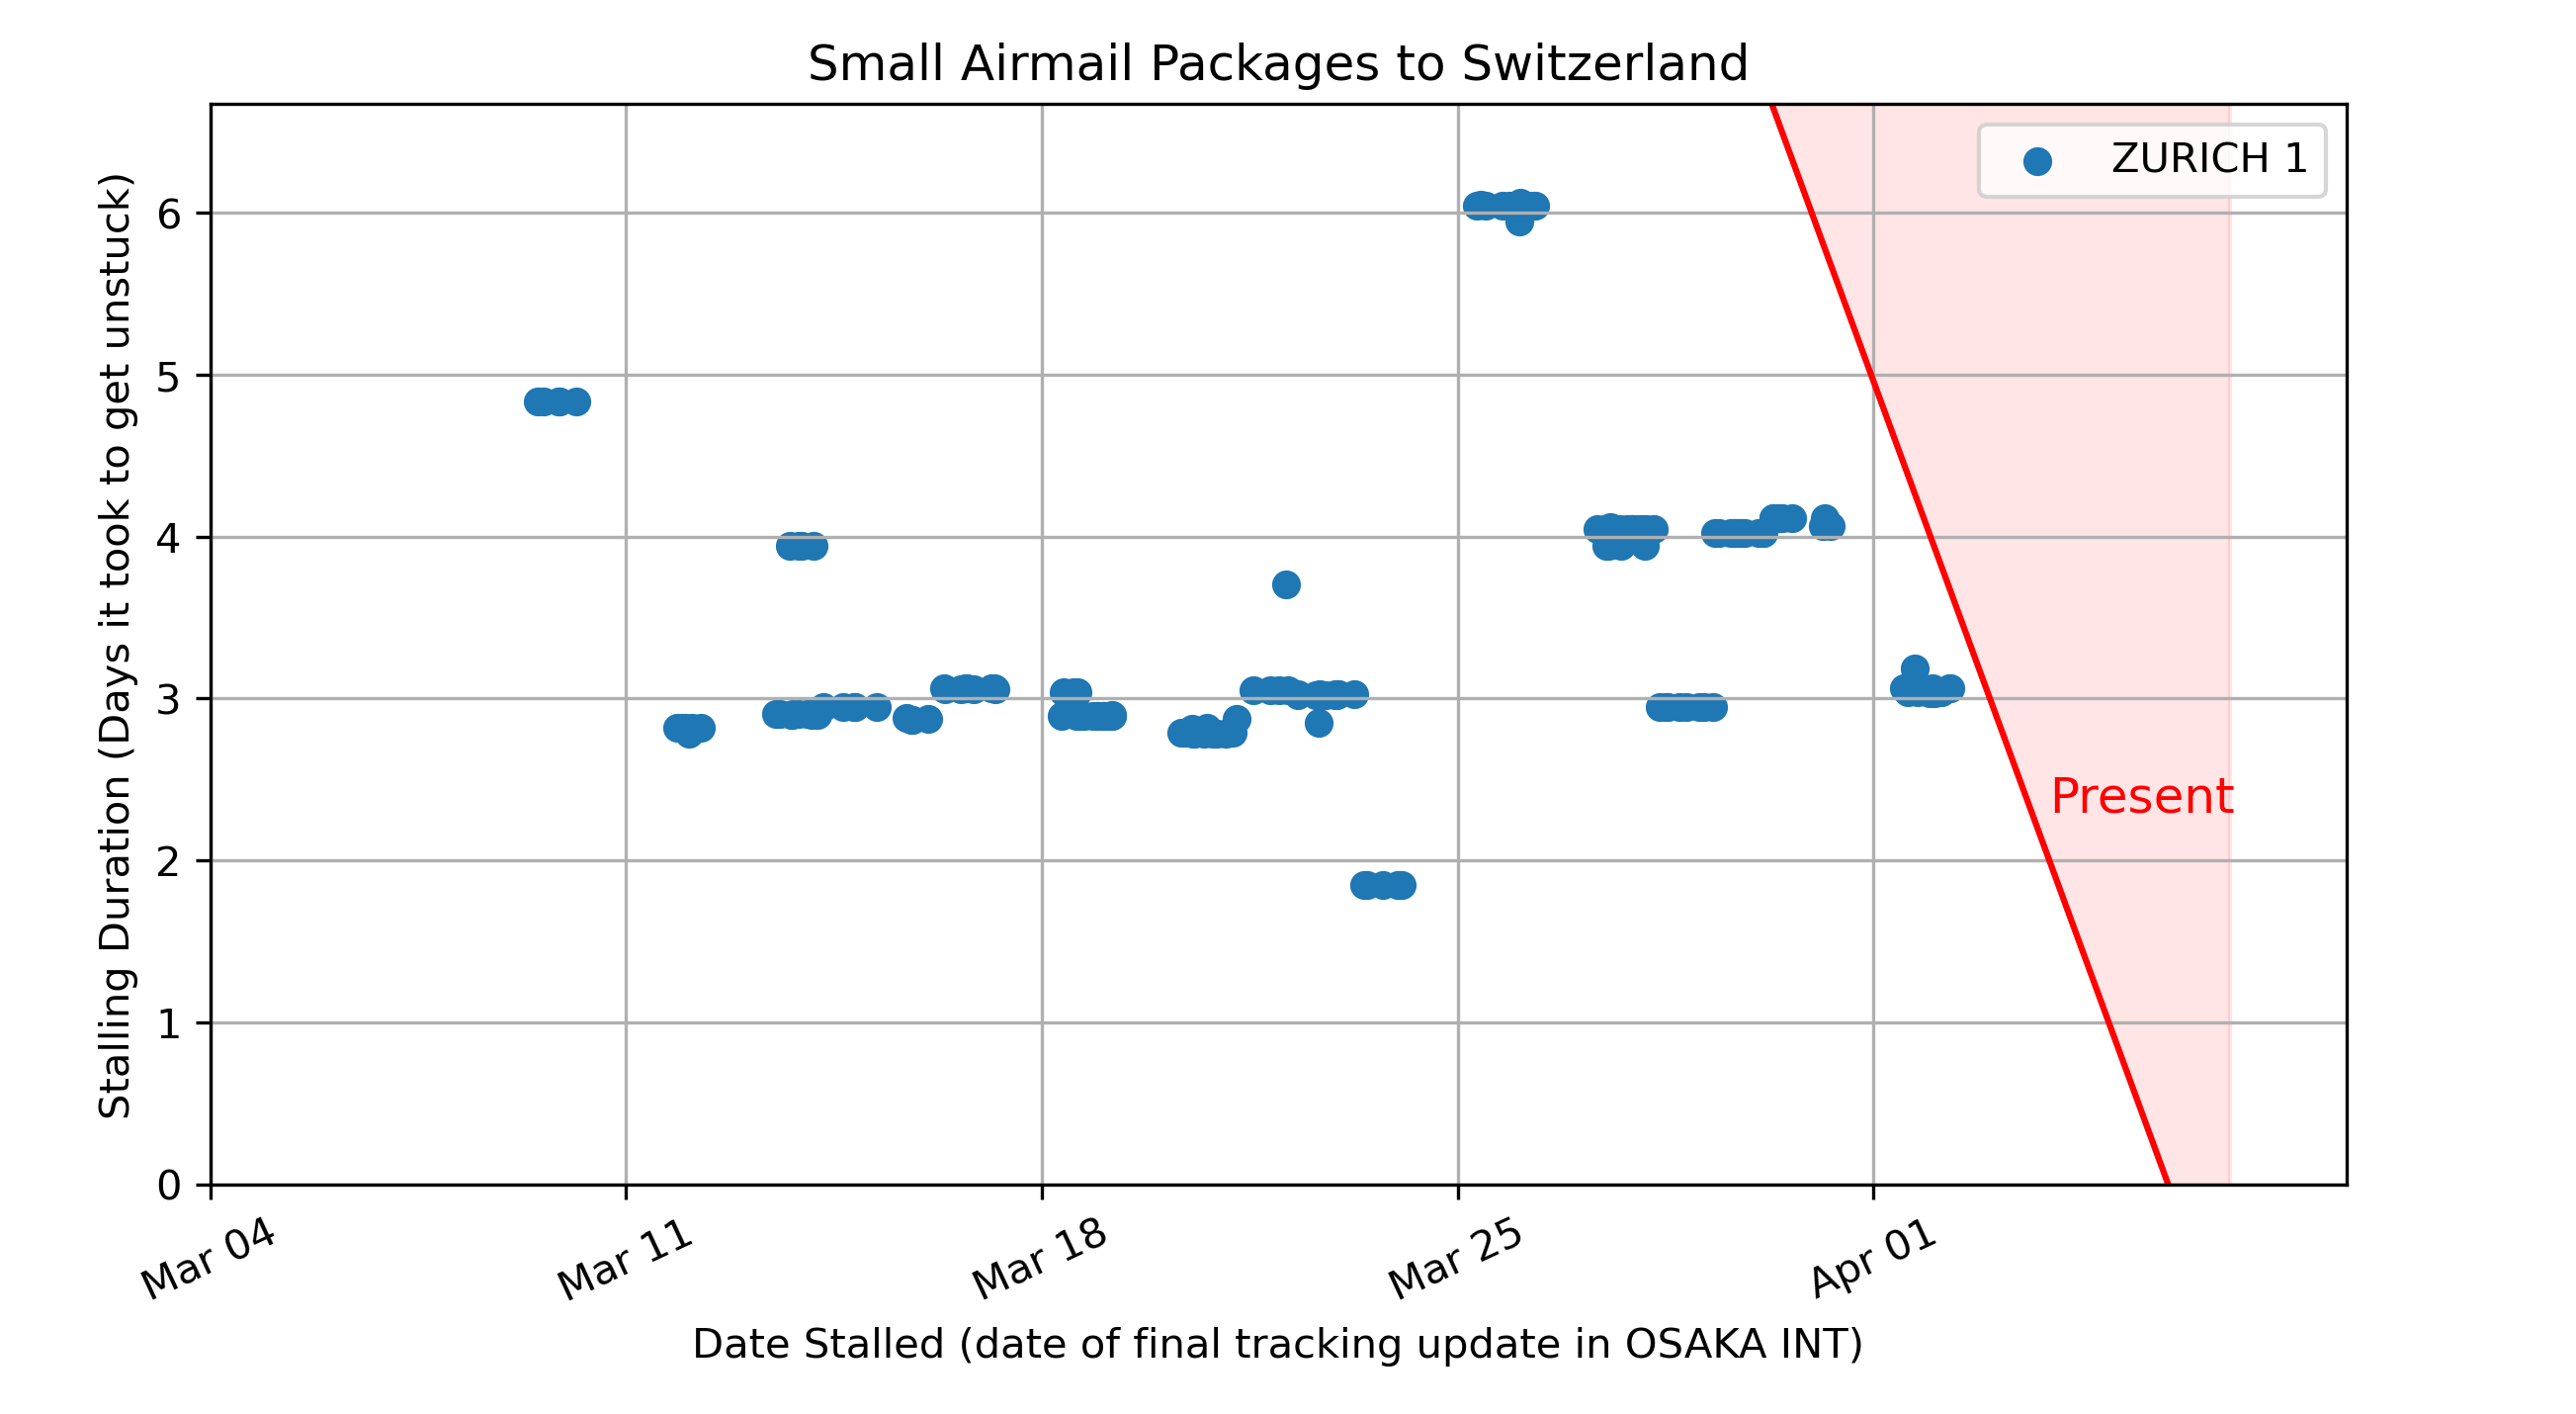 Small Airmail Packages to Switzerland
ZURICH 1
Present
Stalling Duration (Days it took to get unstuck)
6
5
4
3
2
1
0
Mar 04
Mar 11
Mar 18
Mar 25
Apr 01
Date Stalled (date of final tracking update in OSAKA INT)